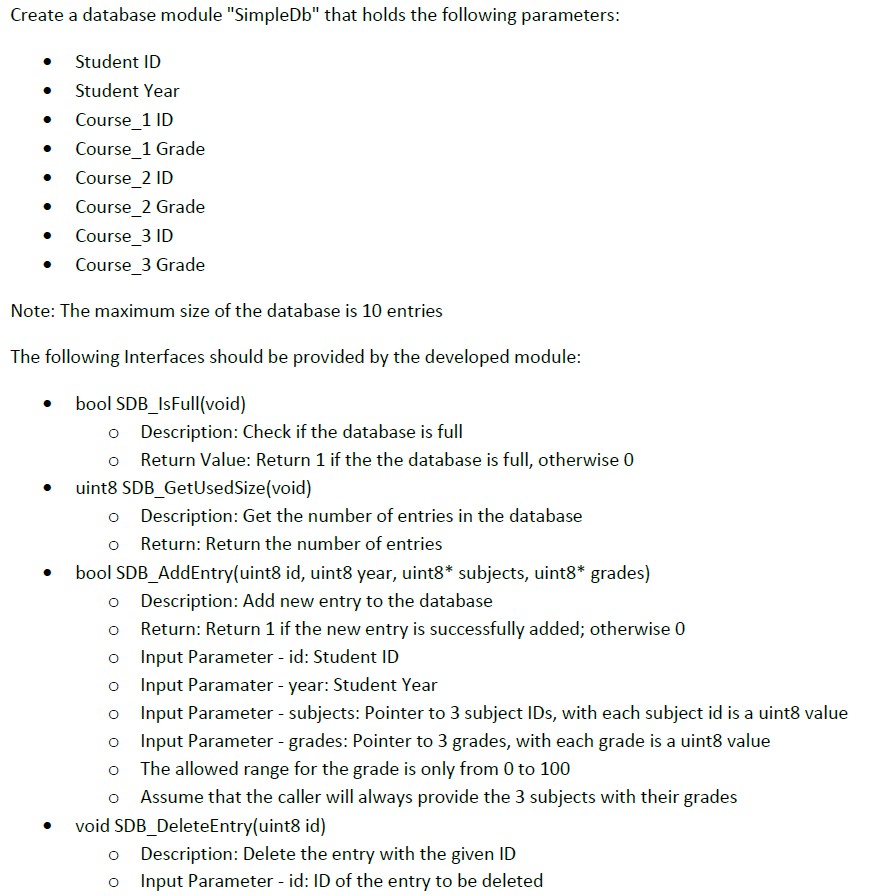 Create a database module "SimpleDb" that holds the following parameters:
• Student ID
• Student Year
• Course_1 ID
• Course_1 Grade
• Course_2 ID
• Course_2 Grade
• Course_3 ID
• Course_3 Grade
Note: The maximum size of the database is 10 entries
The following Interfaces should be provided by the developed module:
• bool SDB_IsFull(void)
o Description: Check if the database is full
o Return Value: Return 1 if the the database is full, otherwise 0
• uint8 SDB_GetUsedSize(void)
o Description: Get the number of entries in the database
o Return: Return the number of entries
• bool SDB_AddEntry(uint8 id, uint8 year, uint8* subjects, uint8* grades)
o Description: Add new entry to the database
o Return: Return 1 if the new entry is successfully added; otherwise 0
o Input Parameter - id: Student ID
o Input Paramater - year: Student Year
o Input Parameter - subjects: Pointer to 3 subject IDs, with each subject id is a uint8 value
o Input Parameter - grades: Pointer to 3 grades, with each grade is a uint8 value
o The allowed range for the grade is only from 0 to 100
o Assume that the caller will always provide the 3 subjects with their grades
• void SDB_DeleteEntry(uint8 id)
o Description: Delete the entry with the given ID
o Input Parameter - id: ID of the entry to be deleted